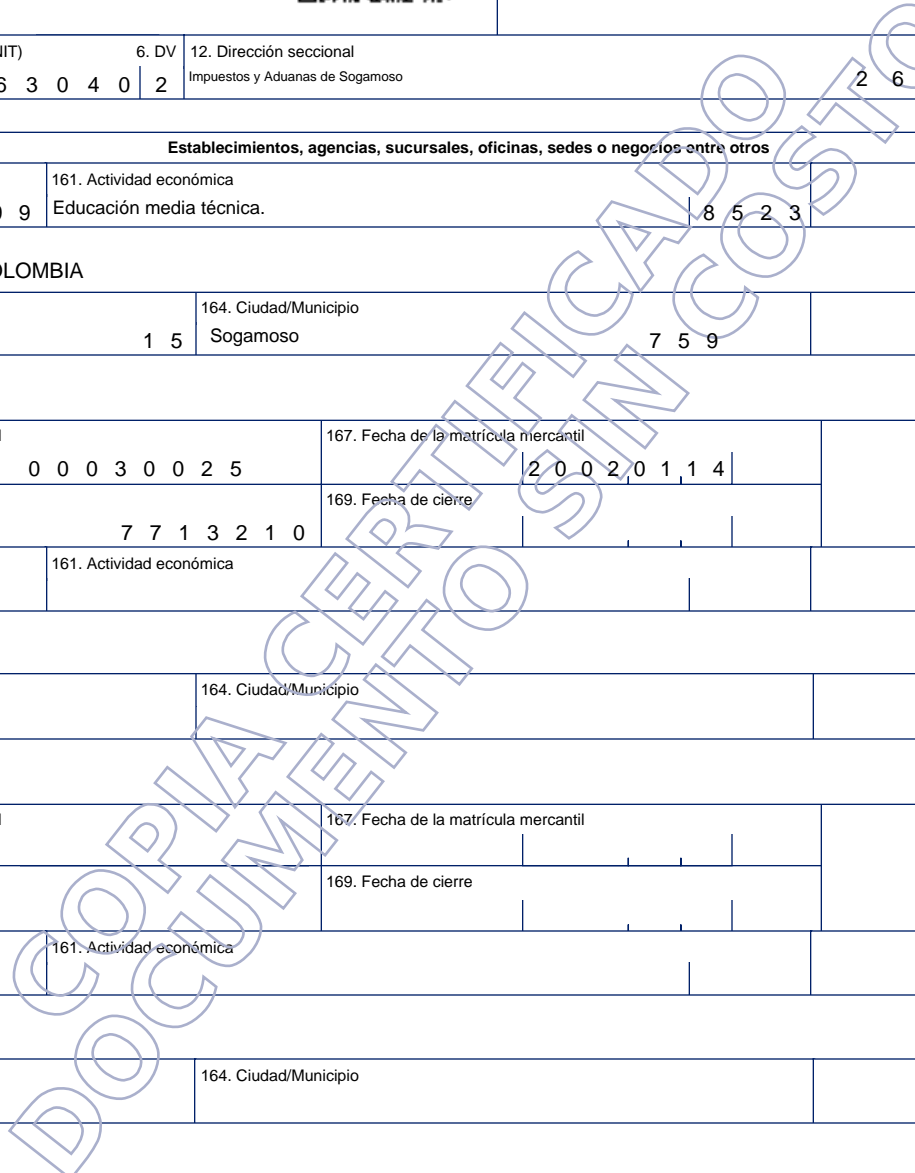 6. DV 12. Dirección seccional
6 3 0 4 0 2 Impuestos y Aduanas de Sogamoso 2 6
Establecimientos, agencias, sucursales, oficinas, sedes o negocios entre otros
161. Actividad económica
9 Educación media técnica. 8 5 2 3
164. Ciudad/Municipio
1 5 Sogamoso 7 5 9
167. Fecha de la matrícula mercantil
0 0 0 3 0 0 2 5 2 0 0 2 0 1 1 4
169. Fecha de cierre
7 7 1 3 2 1 0
161. Actividad económica
164. Ciudad/Municipio
167. Fecha de la matrícula mercantil
169. Fecha de cierre
161. Actividad económica
164. Ciudad/Municipio
COPIA CERTIFICADO
DOCUMENTO SIN COSTO